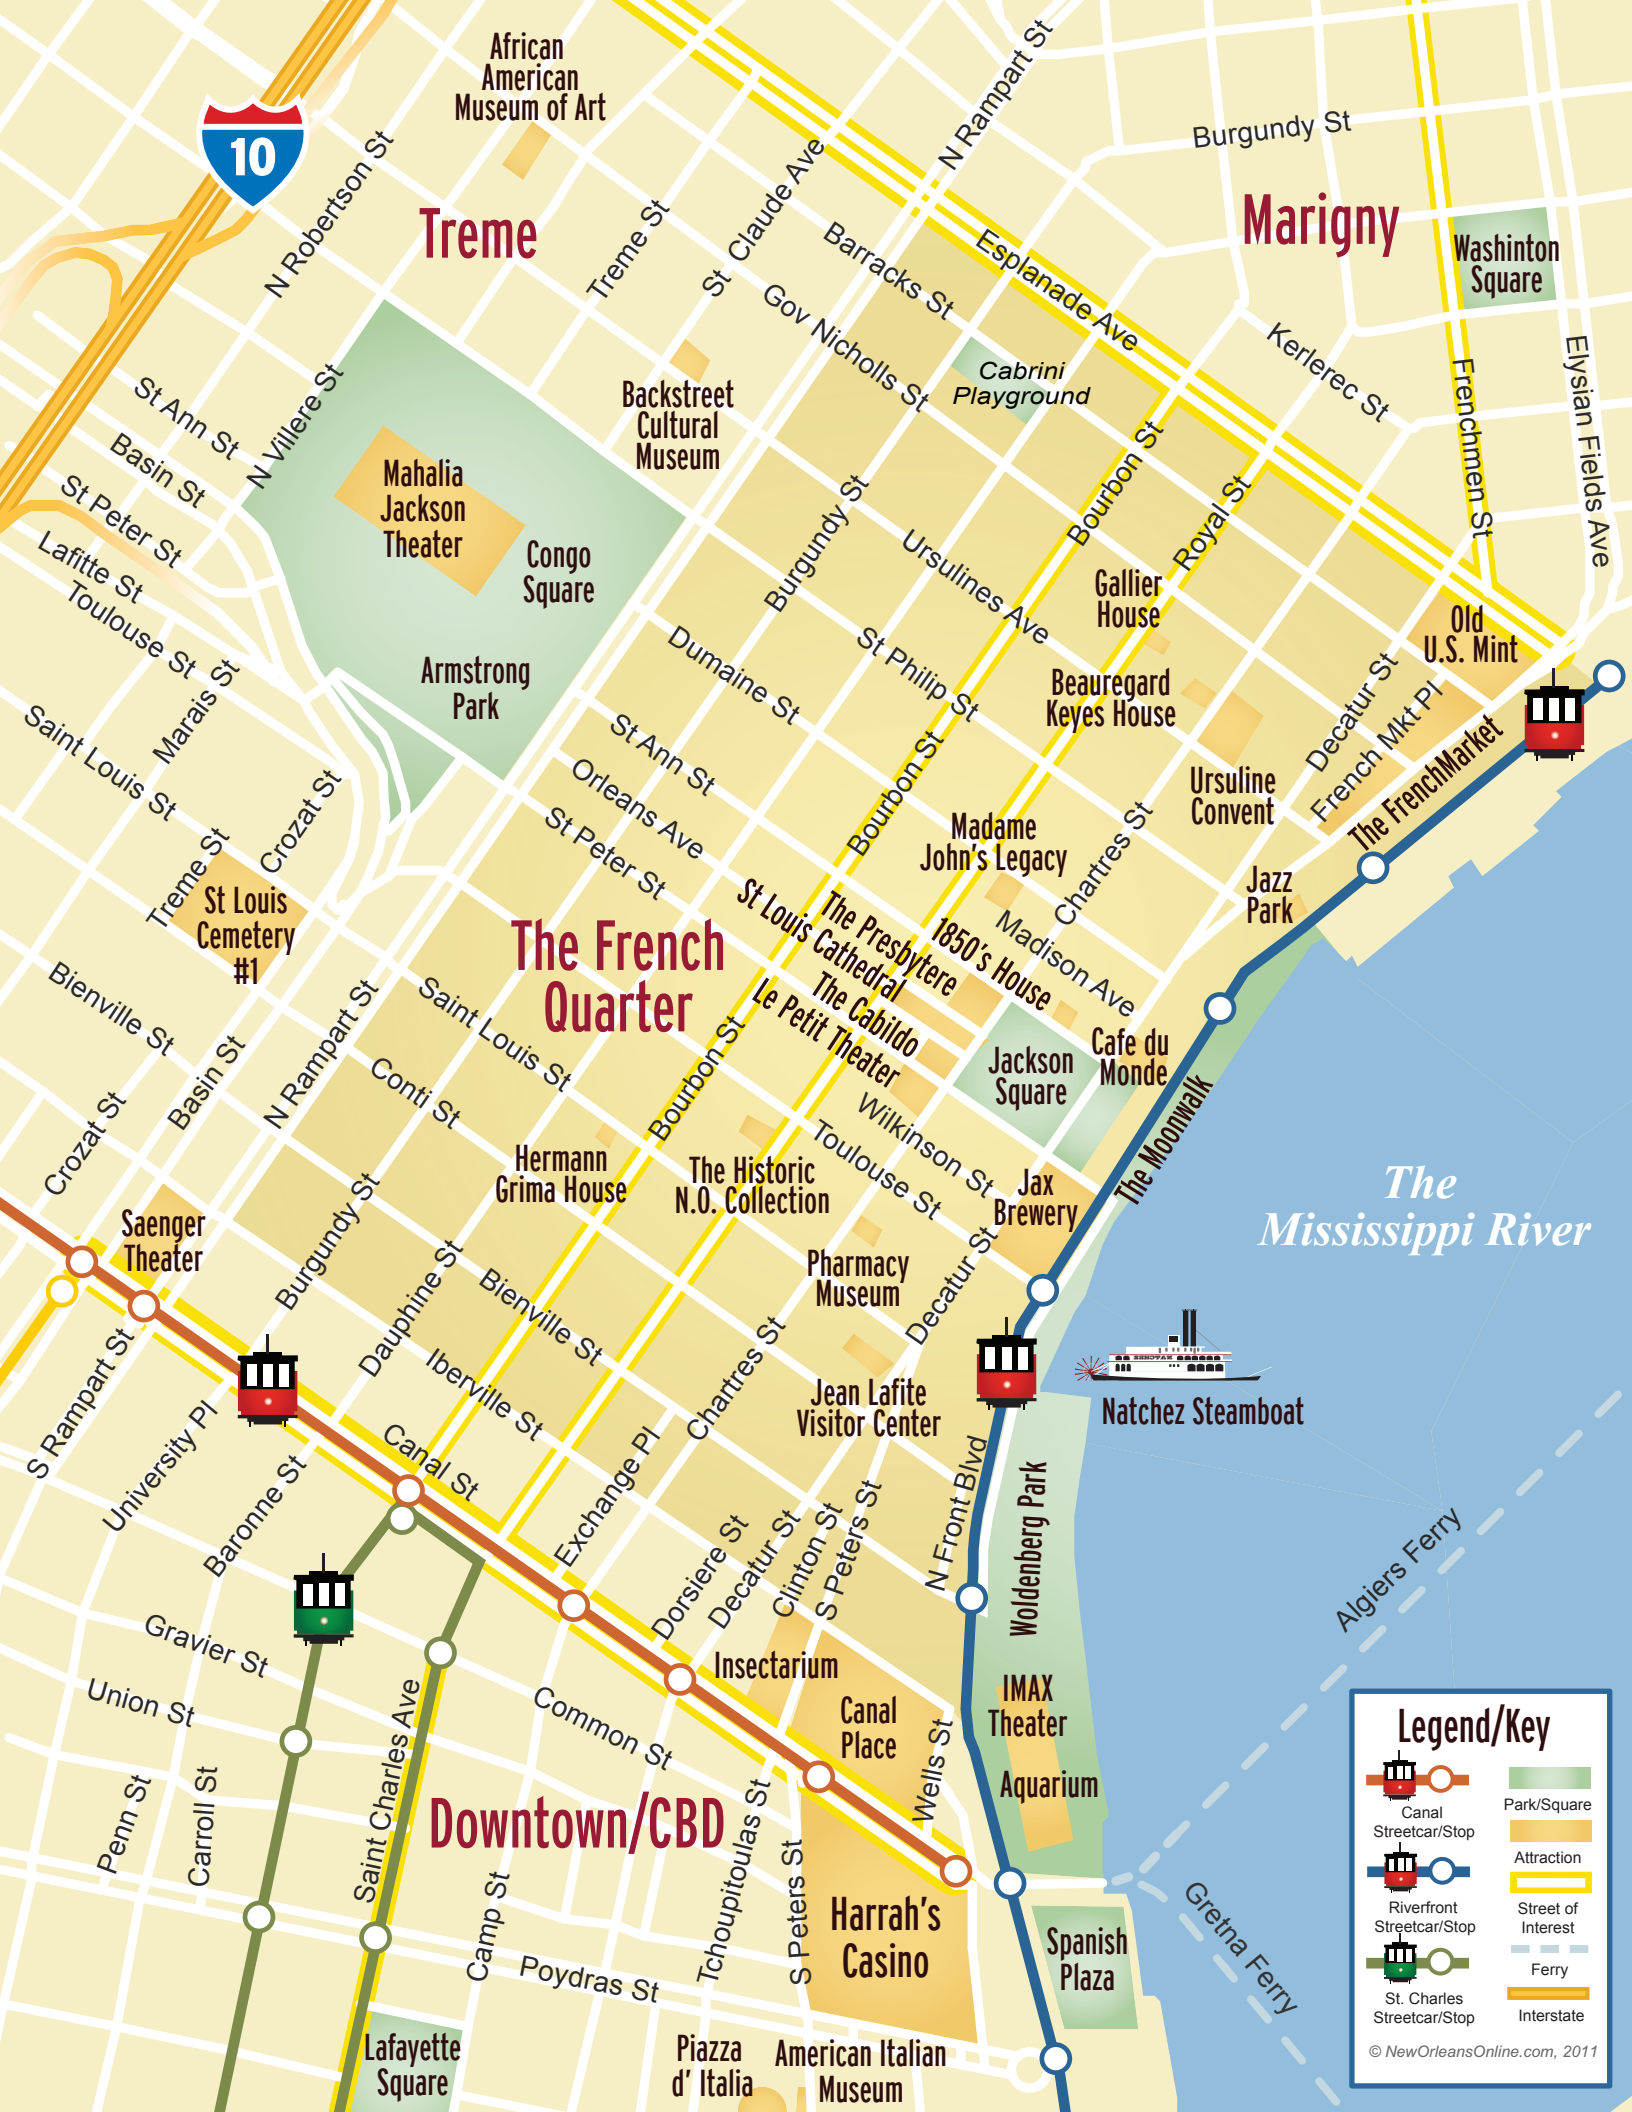 African
American
Museum of Art
N Rampart St
Burgundy St
10
N Robertson St
Treme
Treme St
St Claude Ave
Barracks St
Esplanade Ave
Marigny
Washinton
Square
Gov Nicholls St
Cabrini
Playground
Kerlerec St
Frenchmen St
Elysian Fields Ave
St Ann St
N Villere St
Basin St
St Peter St
Lafitte St
Toulouse St
Backstreet
Cultural
Museum
Mahalia
Jackson
Theater
Congo
Square
Armstrong
Park
Burgundy St
Ursulines Ave
Bourbon St
Royal St
Gallier
House
Old
U.S. Mint
Dumaine St
St Philip St
Beauregard
Keyes House
Decatur St
French Mkt Pl
The FrenchMarket
Marais St
Saint Louis St
Crozat St
Treme St
St Ann St
Orleans Ave
St Peter St
Bourbon St
Madame
John's Legacy
Chartres St
Ursuline
Convent
Jazz
Park
St Louis
Cemetery
#1
The French
Quarter
St Louis Cathedral
The Presbytere
1850's House
Madison Ave
The Cabildo
Le Petit Theater
Jackson
Square
Cafe du
Monde
The Moonwalk
Bienville St
Basin St
N Rampart St
Saint Louis St
Conti St
Bourbon St
Crozat St
Wilkinson St
Toulouse St
Hermann
Grima House
The Historic
N.O. Collection
Jax
Brewery
The
Mississippi River
Saenger
Theater
Burgundy St
Dauphine St
Bienville St
Pharmacy
Museum
Decatur St
Iberville St
Chartres St
Jean Lafite
Visitor Center
NATCHEZ
Natchez Steamboat
S Rampart St
University Pl
Baronne St
Canal St
Exchange Pl
Dorsiere St
Decatur St
Clinton St
S Peters St
N Front Blvd
Woldenberg Park
Algiers Ferry
Gravier St
Union St
Common St
Insectarium
Canal
Place
Wells St
IMAX
Theater
Aquarium
Penn St
Carroll St
Saint Charles Ave
Downtown/CBD
Camp St
Tchoupitoulas St
S Peters St
Harrah's
Casino
Poydras St
Spanish
Plaza
Gretna Ferry
Lafayette
Square
Piazza
d' Italia
American Italian
Museum
Legend/Key
Canal
Streetcar/Stop
Park/Square
Attraction
Riverfront
Streetcar/Stop
Street of
Interest
Ferry
St. Charles
Streetcar/Stop
Interstate
© NewOrleansOnline.com, 2011